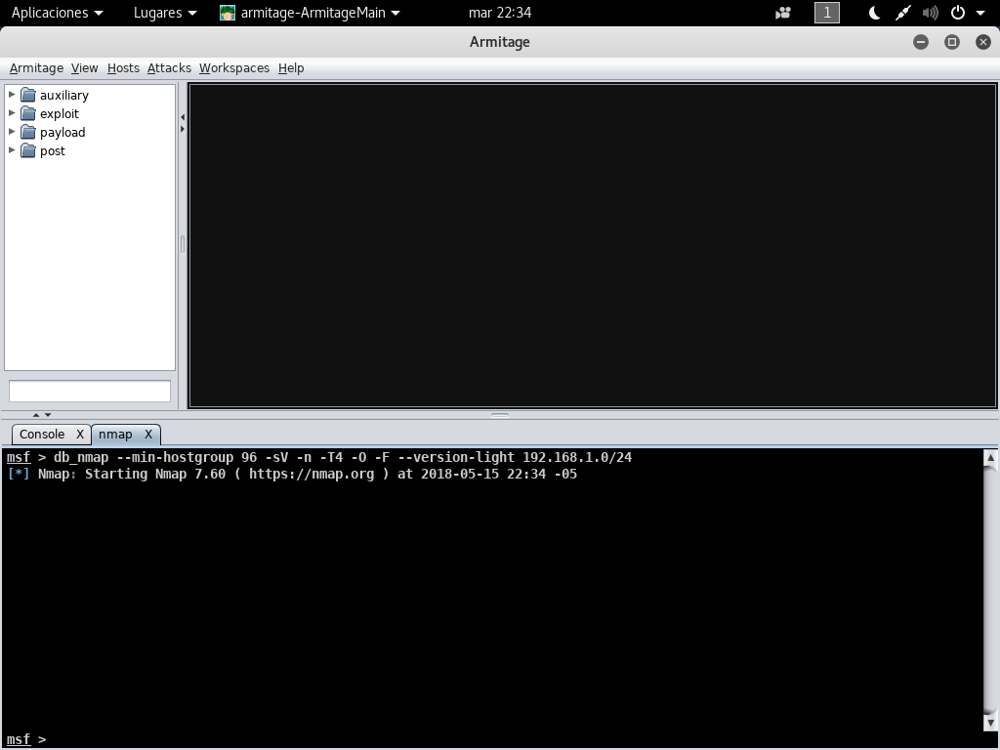 Aplicaciones Lugares armitage-ArmitageMain mar 22:34 1
Armitage
Armitage View Hosts Attacks Workspaces Help
auxiliary
exploit
payload
post
Console X nmap X
msf > db_nmap --min-hostgroup 96 -sV -n -T4 -O -F --version-light 192.168.1.0/24
[*] Nmap: Starting Nmap 7.60 ( https://nmap.org ) at 2018-05-15 22:34 -05
msf >